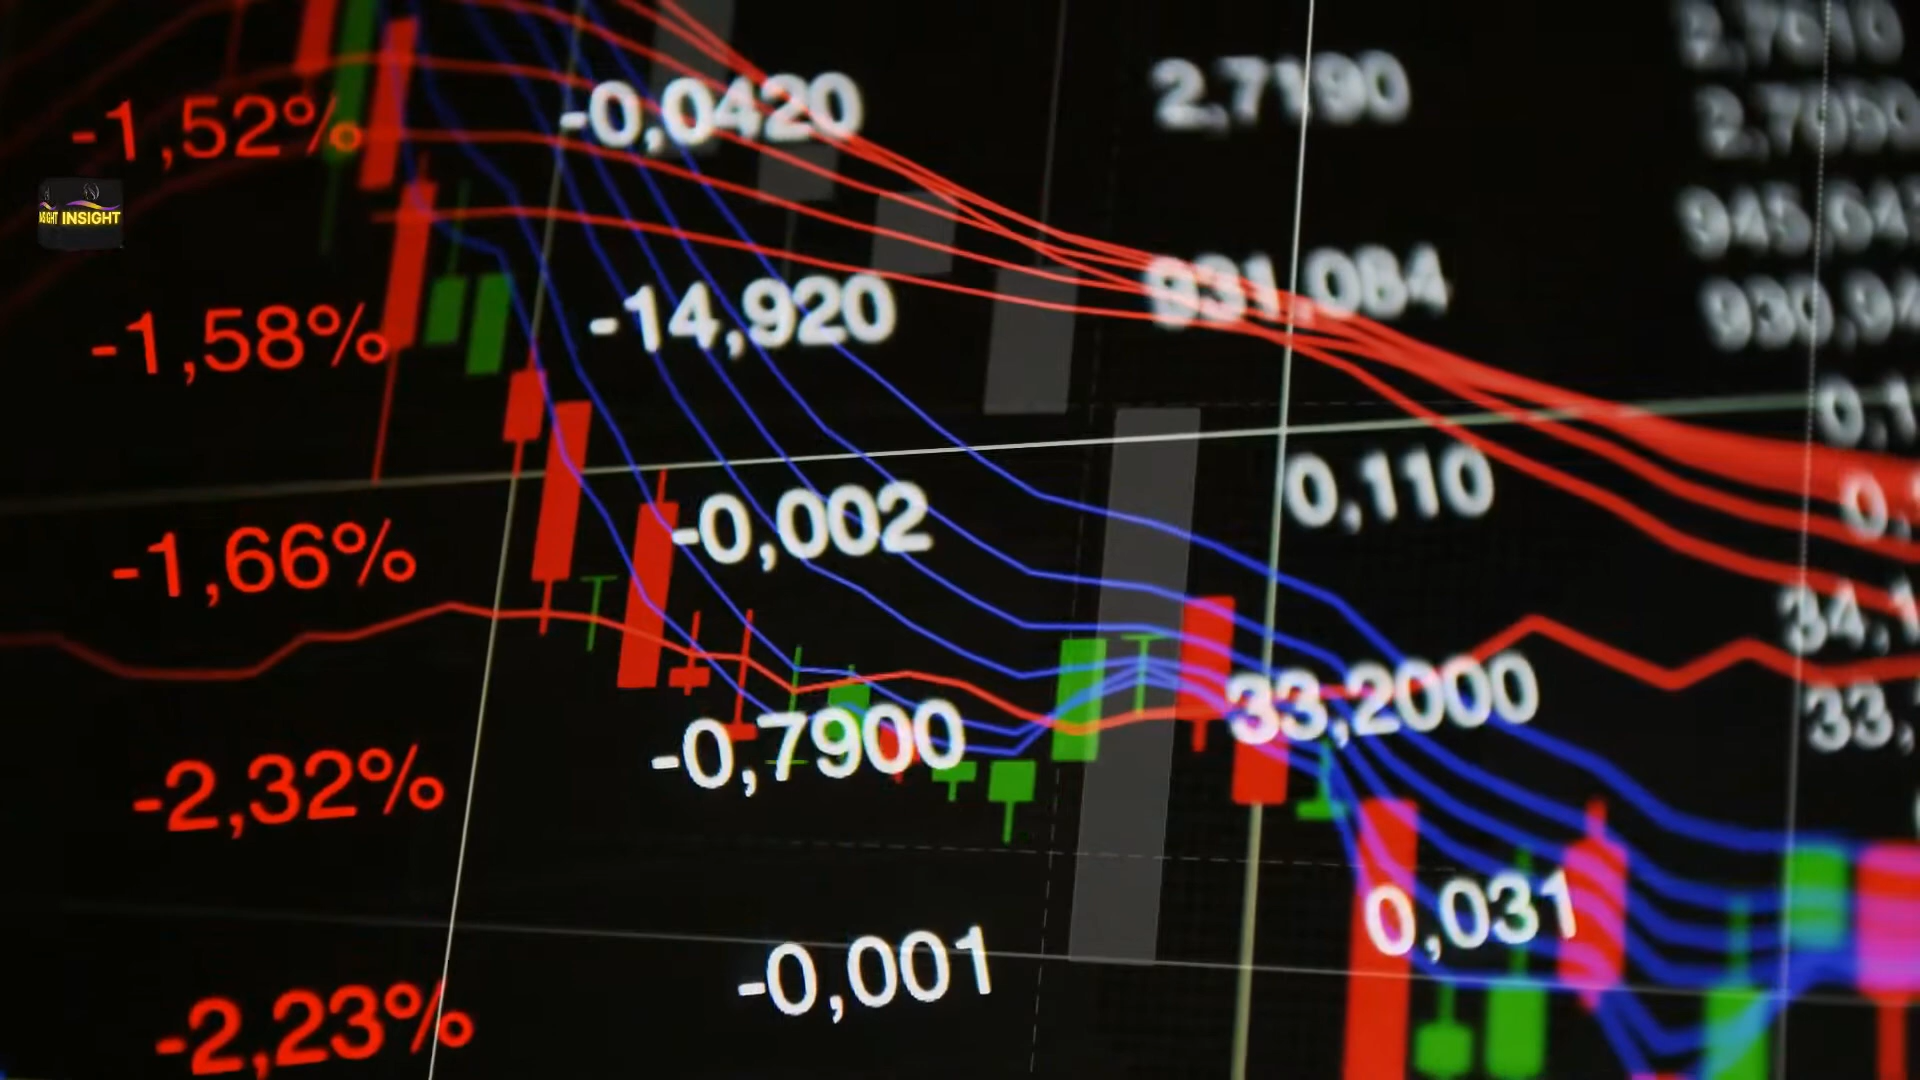 -1,52% -0,0420 2,7190
INSIGHT
-1,58% -14,920 931,084
-1,66% -0,002 0,110
-2,32% -0,7900 33,2000
-2,23% -0,001 0,031